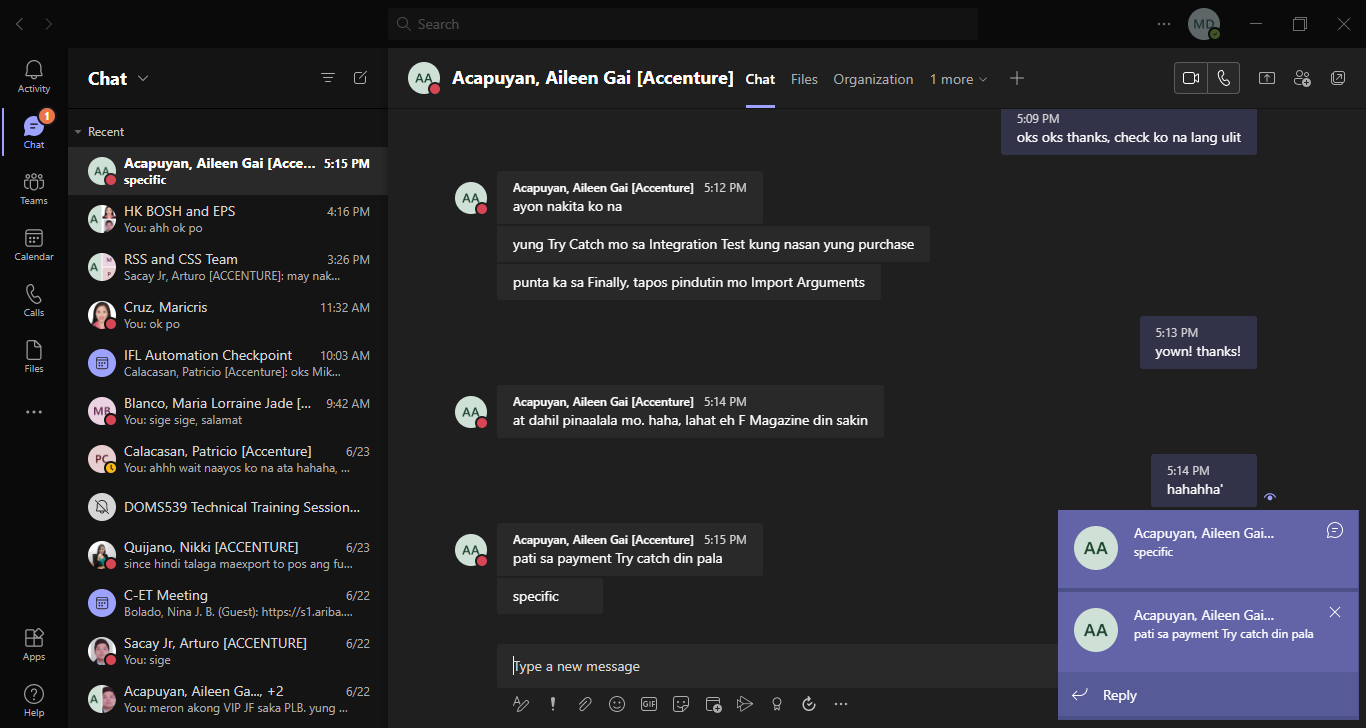 Search
MD
Activity
1
Chat
Teams
Calendar
Calls
Files
Apps
Help
Chat
Recent
AA
Acapuyan, Aileen Gai [Acce... 5:15 PM
specific
A
HK BOSH and EPS 4:16 PM
You: ahh ok po
A M P
RSS and CSS Team 3:26 PM
Sacay Jr, Arturo [ACCENTURE]: may nak...
Cruz, Maricris 11:32 AM
You: ok po
IFL Automation Checkpoint 10:03 AM
Calacasan, Patricio [Accenture]: oks Mik...
MB
Blanco, Maria Lorraine Jade [... 9:42 AM
You: sige sige, salamat
PC
Calacasan, Patricio [Accenture] 6/23
You: ahhh wait naayos ko na ata hahaha, ...
DOMS539 Technical Training Session...
Quijano, Nikki [ACCENTURE] 6/23
since hindi talaga maexport to pos ang fu...
C-ET Meeting 6/22
Bolado, Nina J. B. (Guest): https://s1.ariba....
Sacay Jr, Arturo [ACCENTURE] 6/22
You: sige
A
Acapuyan, Aileen Ga..., +2 6/22
You: meron akong VIP JF saka PLB. yung ...
AA
Acapuyan, Aileen Gai [Accenture] Chat Files Organization 1 more
5:09 PM
oks oks thanks, check ko na lang ulit
AA
Acapuyan, Aileen Gai [Accenture] 5:12 PM
ayon nakita ko na
yung Try Catch mo sa Integration Test kung nasan yung purchase
punta ka sa Finally, tapos pindutin mo Import Arguments
5:13 PM
yown! thanks!
AA
Acapuyan, Aileen Gai [Accenture] 5:14 PM
at dahil pinaalala mo. haha, lahat eh F Magazine din sakin
5:14 PM
hahahha'
AA
Acapuyan, Aileen Gai [Accenture] 5:15 PM
pati sa payment Try catch din pala
specific
Type a new message
GIF
AA
Acapuyan, Aileen Gai...
specific
AA
Acapuyan, Aileen Gai...
pati sa payment Try catch din pala
Reply